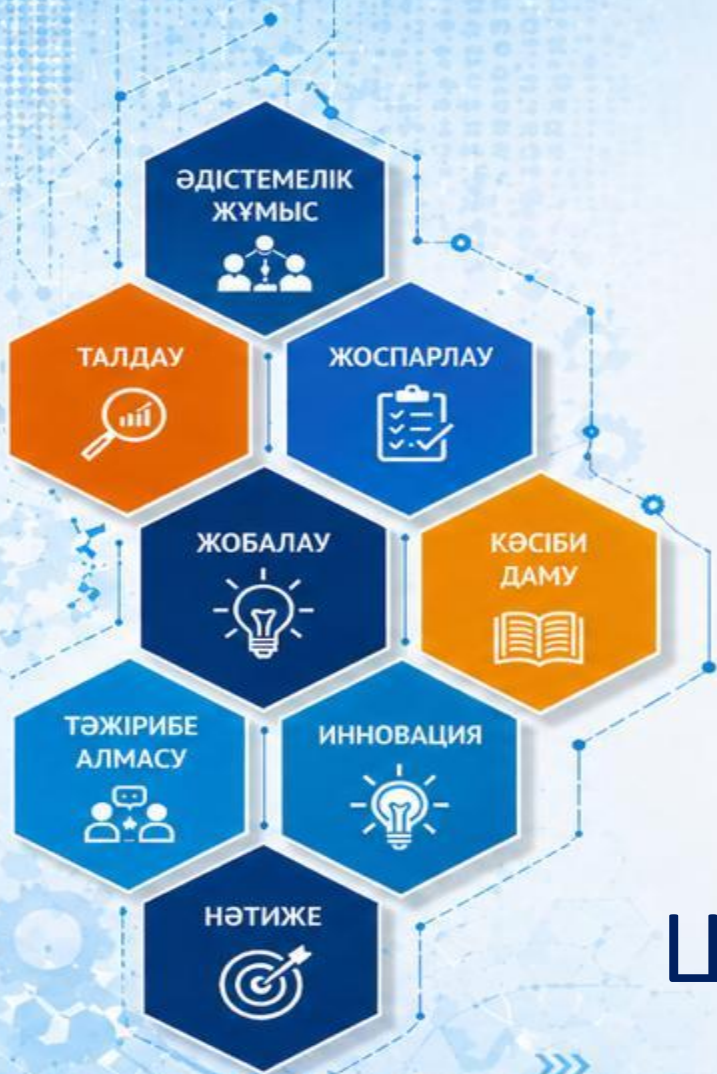 ӘДІСТЕМЕЛІК
ЖҰМЫС
ТАЛДАУ
ЖОСПАРЛАУ
ЖОБАЛАУ
КӘСІБИ
ДАМУ
ТӘЖІРИБЕ
АЛМАСУ
ИННОВАЦИЯ
НӘТИЖЕ